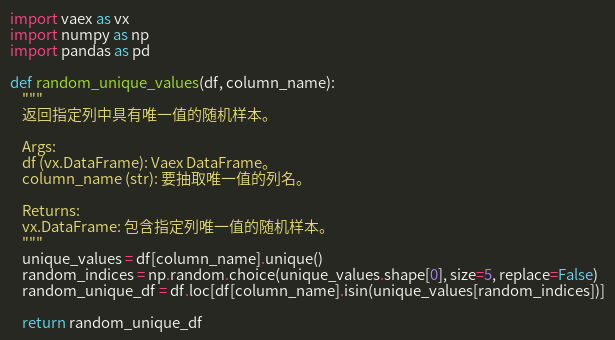 import vaex as vx
import numpy as np
import pandas as pd
def random_unique_values(df, column_name):
"""
返回指定列中具有唯一值的随机样本。
Args:
df (vx.DataFrame): Vaex DataFrame。
column_name (str): 要抽取唯一值的列名。
Returns:
vx.DataFrame: 包含指定列唯一值的随机样本。
"""
unique_values = df[column_name].unique()
random_indices = np.random.choice(unique_values.shape[0], size=5, replace=False)
random_unique_df = df.loc[df[column_name].isin(unique_values[random_indices])]
return random_unique_df